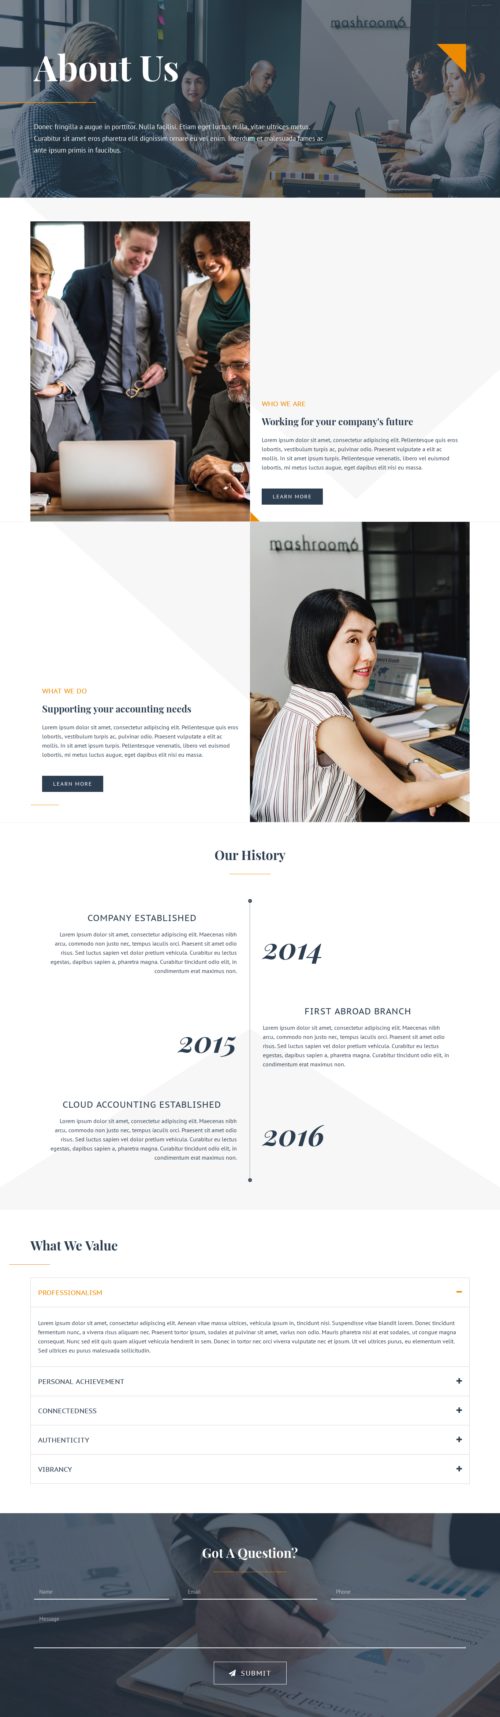 mashroom6
About Us
Donec fringilla a augue in porttitor. Nulla facilisi. Etiam eget luctus nulla, vitae ultrices metus.
Curabitur sit amet eros pharetra elit dignissim ornare eu vel enim. Interdum et malesuada fames ac
ante ipsum primis in faucibus.
WHO WE ARE
Working for your company's future
Lorem ipsum dolor sit amet, consectetur adipiscing elit. Pellentesque quis eros
lobortis, vestibulum turpis ac, pulvinar odio. Praesent vulputate a elit ac
mollis. In sit amet ipsum turpis. Pellentesque venenatis, libero vel euismod
lobortis, mi metus luctus augue, eget dapibus elit nisi eu massa.
LEARN MORE
mashroom6
WHAT WE DO
Supporting your accounting needs
Lorem ipsum dolor sit amet, consectetur adipiscing elit. Pellentesque quis eros
lobortis, vestibulum turpis ac, pulvinar odio. Praesent vulputate a elit ac
mollis. In sit amet ipsum turpis. Pellentesque venenatis, libero vel euismod
lobortis, mi metus luctus augue, eget dapibus elit nisi eu massa.
LEARN MORE
Our History
COMPANY ESTABLISHED
Lorem ipsum dolor sit amet, consectetur adipiscing elit. Maecenas nibh
arcu, commodo non justo nec, tempus iaculis orci. Praesent sit amet odio
risus. Sed luctus sapien sed pretium vehicula. Curabitur eu lectus
egestas, dapibus sapien a, pharetra magna. Curabitur tincidunt odio elit, in
condimentum erat maximus non.
2014
FIRST ABROAD BRANCH
Lorem ipsum dolor sit amet, consectetur adipiscing elit. Maecenas nibh
arcu, commodo non justo nec, tempus iaculis orci. Praesent sit amet odio
risus. Sed luctus sapien sed pretium vehicula. Curabitur eu lectus
egestas, dapibus sapien a, pharetra magna. Curabitur tincidunt odio elit, in
condimentum erat maximus non.
2015
CLOUD ACCOUNTING ESTABLISHED
Lorem ipsum dolor sit amet, consectetur adipiscing elit. Maecenas nibh
arcu, commodo non justo nec, tempus iaculis orci. Praesent sit amet odio
risus. Sed luctus sapien sed pretium vehicula. Curabitur eu lectus
egestas, dapibus sapien a, pharetra magna. Curabitur tincidunt odio elit, in
condimentum erat maximus non.
2016
What We Value
PROFESSIONALISM
Lorem ipsum dolor sit amet, consectetur adipiscing elit. Aenean vitae massa ultrices, vehicula ipsum in, tincidunt nisl. Suspendisse vitae blandit lorem. Donec tincidunt
fermentum nunc, a viverra risus aliquam nec. Praesent tortor ipsum, sodales at pulvinar sit amet, varius non odio. Mauris pharetra nisi at erat sodales, ut congue magna
consequat. Nunc sed elit quis quam aliquet vehicula hendrerit in sem. Donec in tortor nec orci viverra vulputate nec et ipsum. Ut vel ultrices purus, eu elementum velit.
Sed ultrices eu purus malesuada sollicitudin.
PERSONAL ACHIEVEMENT
CONNECTEDNESS
AUTHENTICITY
VIBRANCY
Got A Question?
Name
Email
Phone
Message
SUBMIT